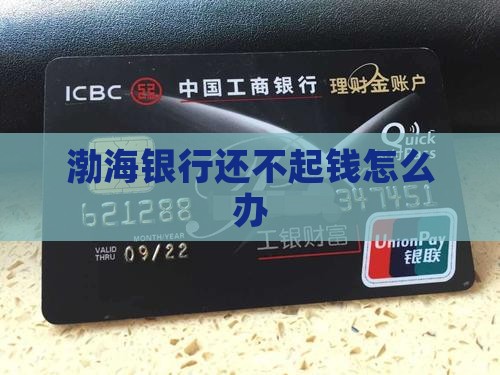 ICBC 中国工商银行 理财金账户
Quick
Pass
渤海银行还不起钱怎么
办
621288 347451
MONTH/YEAR
VALID
THRU 09/22
工银财富
UnionPay
银联